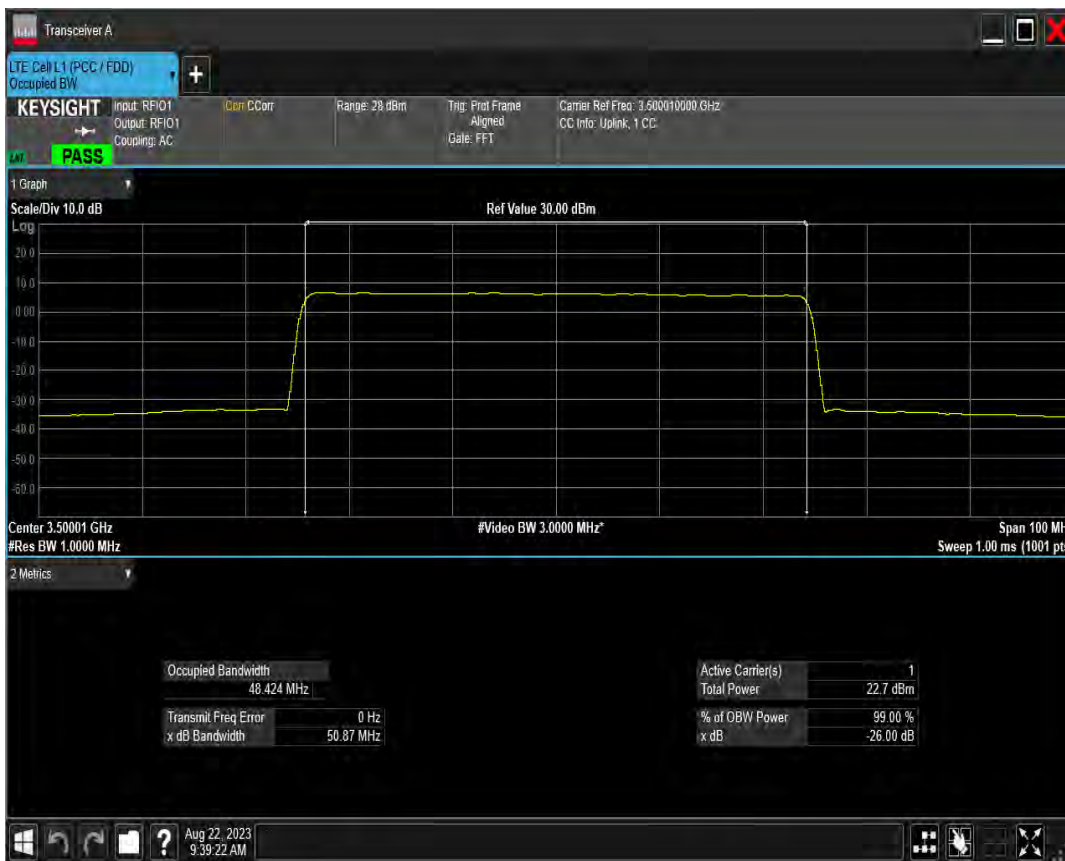 Transceiver A
LTE Cell L1 (PCC / FDD)
Occupied BW
+
KEYSIGHT
Input: RFIO1
Output: RFIO1
Coupling: AC
Corr CCorr
Range: 28 dBm
Trig: Prot Frame
Aligned
Gate: FFT
Carrier Ref Freq: 3.500010000 GHz
CC Info: Uplink, 1 CC
PASS
1 Graph
Scale/Div 10.0 dB
Ref Value 30.00 dBm
Log
20.0
10.0
0.00
-10.0
-20.0
-30.0
-40.0
-50.0
-60.0
Center 3.50001 GHz
#Video BW 3.0000 MHz*
Span 100 MH
#Res BW 1.0000 MHz
Sweep 1.00 ms (1001 pts
2 Metrics
Occupied Bandwidth
48.424 MHz
Transmit Freq Error 0 Hz
x dB Bandwidth 50.87 MHz
Active Carrier(s) 1
Total Power 22.7 dBm
% of OBW Power 99.00 %
x dB -26.00 dB
?
Aug 22, 2023
9:39:22 AM